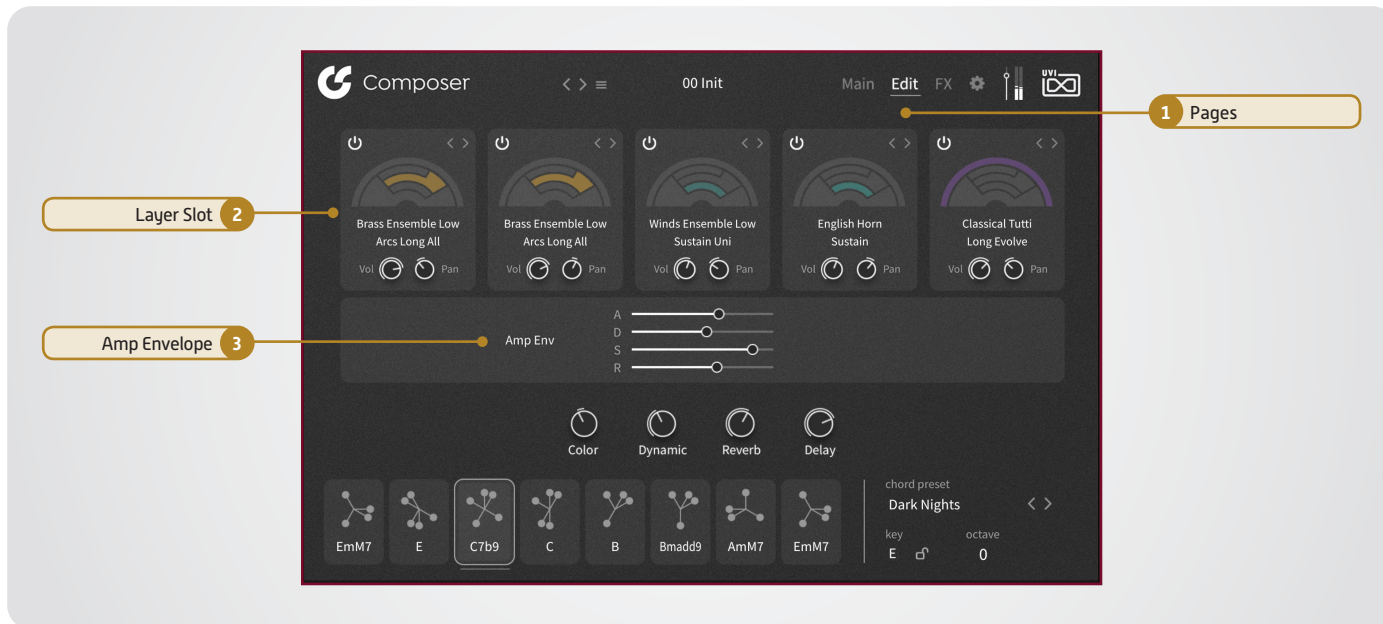 Composer
00 Init
Main Edit FX
UVI
1 Pages
Layer Slot 2
Brass Ensemble Low
Arcs Long All
Vol Pan
Brass Ensemble Low
Arcs Long All
Vol Pan
Winds Ensemble Low
Sustain Uni
Vol Pan
English Horn
Sustain
Vol Pan
Classical Tutti
Long Evolve
Vol Pan
Amp Envelope 3
Amp Env
A
D
S
R
Color Dynamic Reverb Delay
EmM7 E C7b9 C B Bmadd9 AmM7 EmM7
chord preset
Dark Nights
key octave
E 0